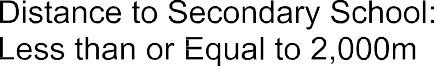 Distance to Secondary School:
Less than or Equal to 2,000m